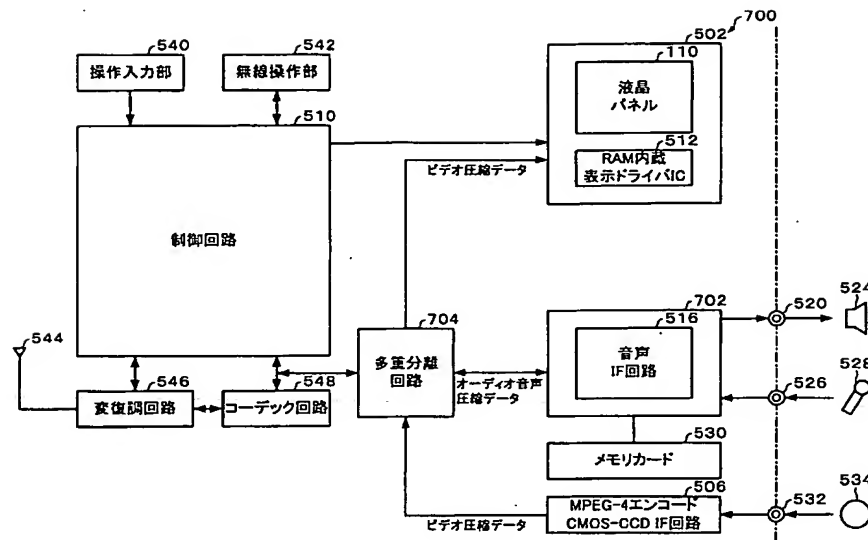 700
540
操作入力部
542
無線操作部
510
制御回路
502
110
液晶
パネル
512
RAM内蔵
表示ドライバIC
ビデオ圧縮データ
544
546
変復調回路
548
コーデック回路
704
多重分離
回路
オーディオ音声
圧縮データ
702
516
音声
IF回路
520
524
526
528
530
メモリカード
506
MPEG-4エンコード
CMOS-CCD IF回路
ビデオ圧縮データ
532
534